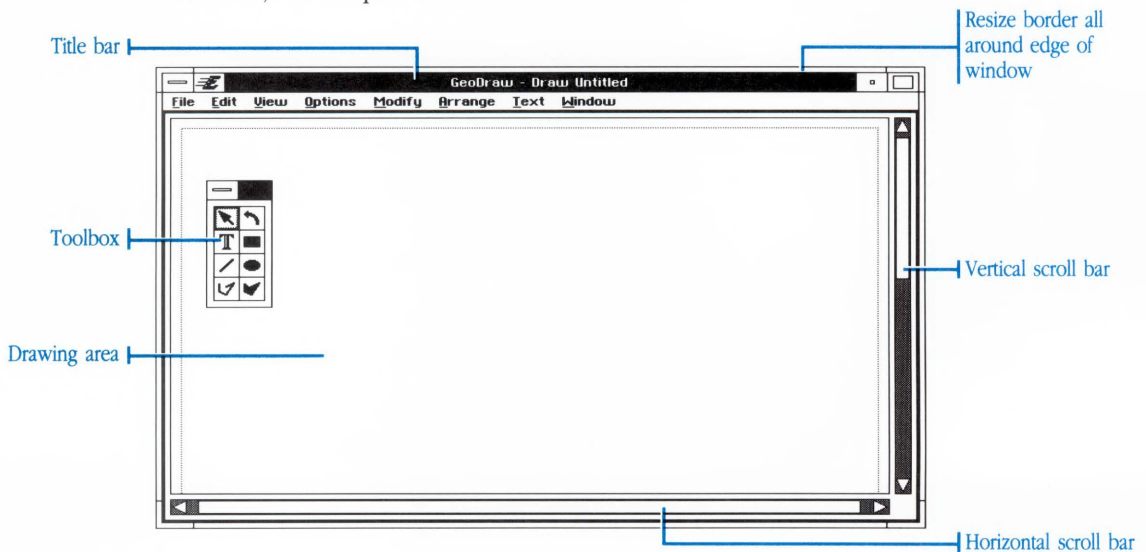 Resize border all
around edge of
window
Title bar
GeoDraw - Draw Untitled
File Edit View Options Modify Arrange Text Window
Toolbox
T
Vertical scroll bar
Drawing area
Horizontal scroll bar